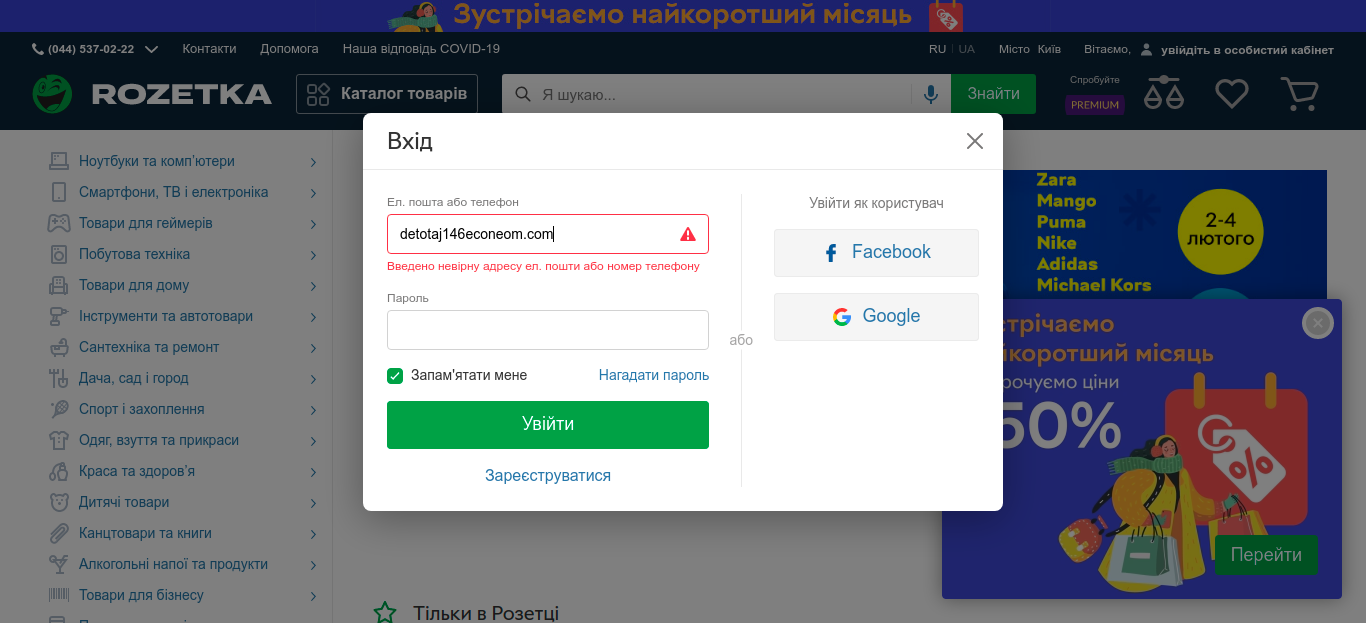 Зустрічаємо найкоротший місяць
(044) 537-02-22
Контакти
Допомога
Наша відповідь COVID-19
RU | UA
Місто Київ
Вітаємо, увійдіть в особистий кабінет
ROZETKA
Каталог товарів
Я шукаю...
Знайти
Спробуйте
PREMIUM
Ноутбуки та комп'ютери
Смартфони, ТВ і електроніка
Товари для геймерів
Побутова техніка
Товари для дому
Інструменти та автотовари
Сантехніка та ремонт
Дача, сад і город
Спорт і захоплення
Одяг, взуття та прикраси
Краса та здоров'я
Дитячі товари
Канцтовари та книги
Алкогольні напої та продукти
Товари для бізнесу
Вхід
Ел. пошта або телефон
detotaj146econeom.com
Введено невірну адресу ел. пошти або номер телефону
Пароль
Запам'ятати мене
Нагадати пароль
Увійти
Зареєструватися
або
Увійти як користувач
Facebook
Google
Zara
Mango
Puma
Nike
Adidas
Michael Kors
2-4
ЛЮТОГО
стрічаємо
йкоротший місяць
рочуємо ціни
50%
%
Перейти
Тільки в Розетці